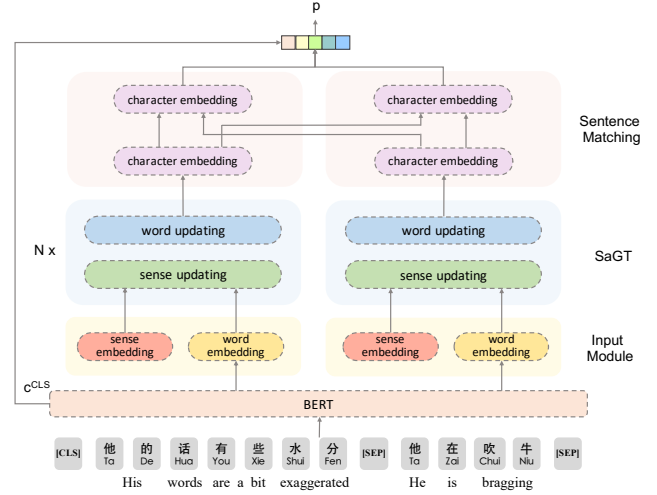 p
character embedding character embedding
Sentence Matching
character embedding character embedding
N x
word updating word updating
SaGT
sense updating sense updating
sense embedding word embedding sense embedding word embedding
Input Module
c^CLS
BERT
[CLS] 他 的 话 有 些 水 分 [SEP] 他 在 吹 牛 [SEP]
Ta De Hua You Xie Shui Fen Ta Zai Chui Niu
His words are a bit exaggerated He is bragging